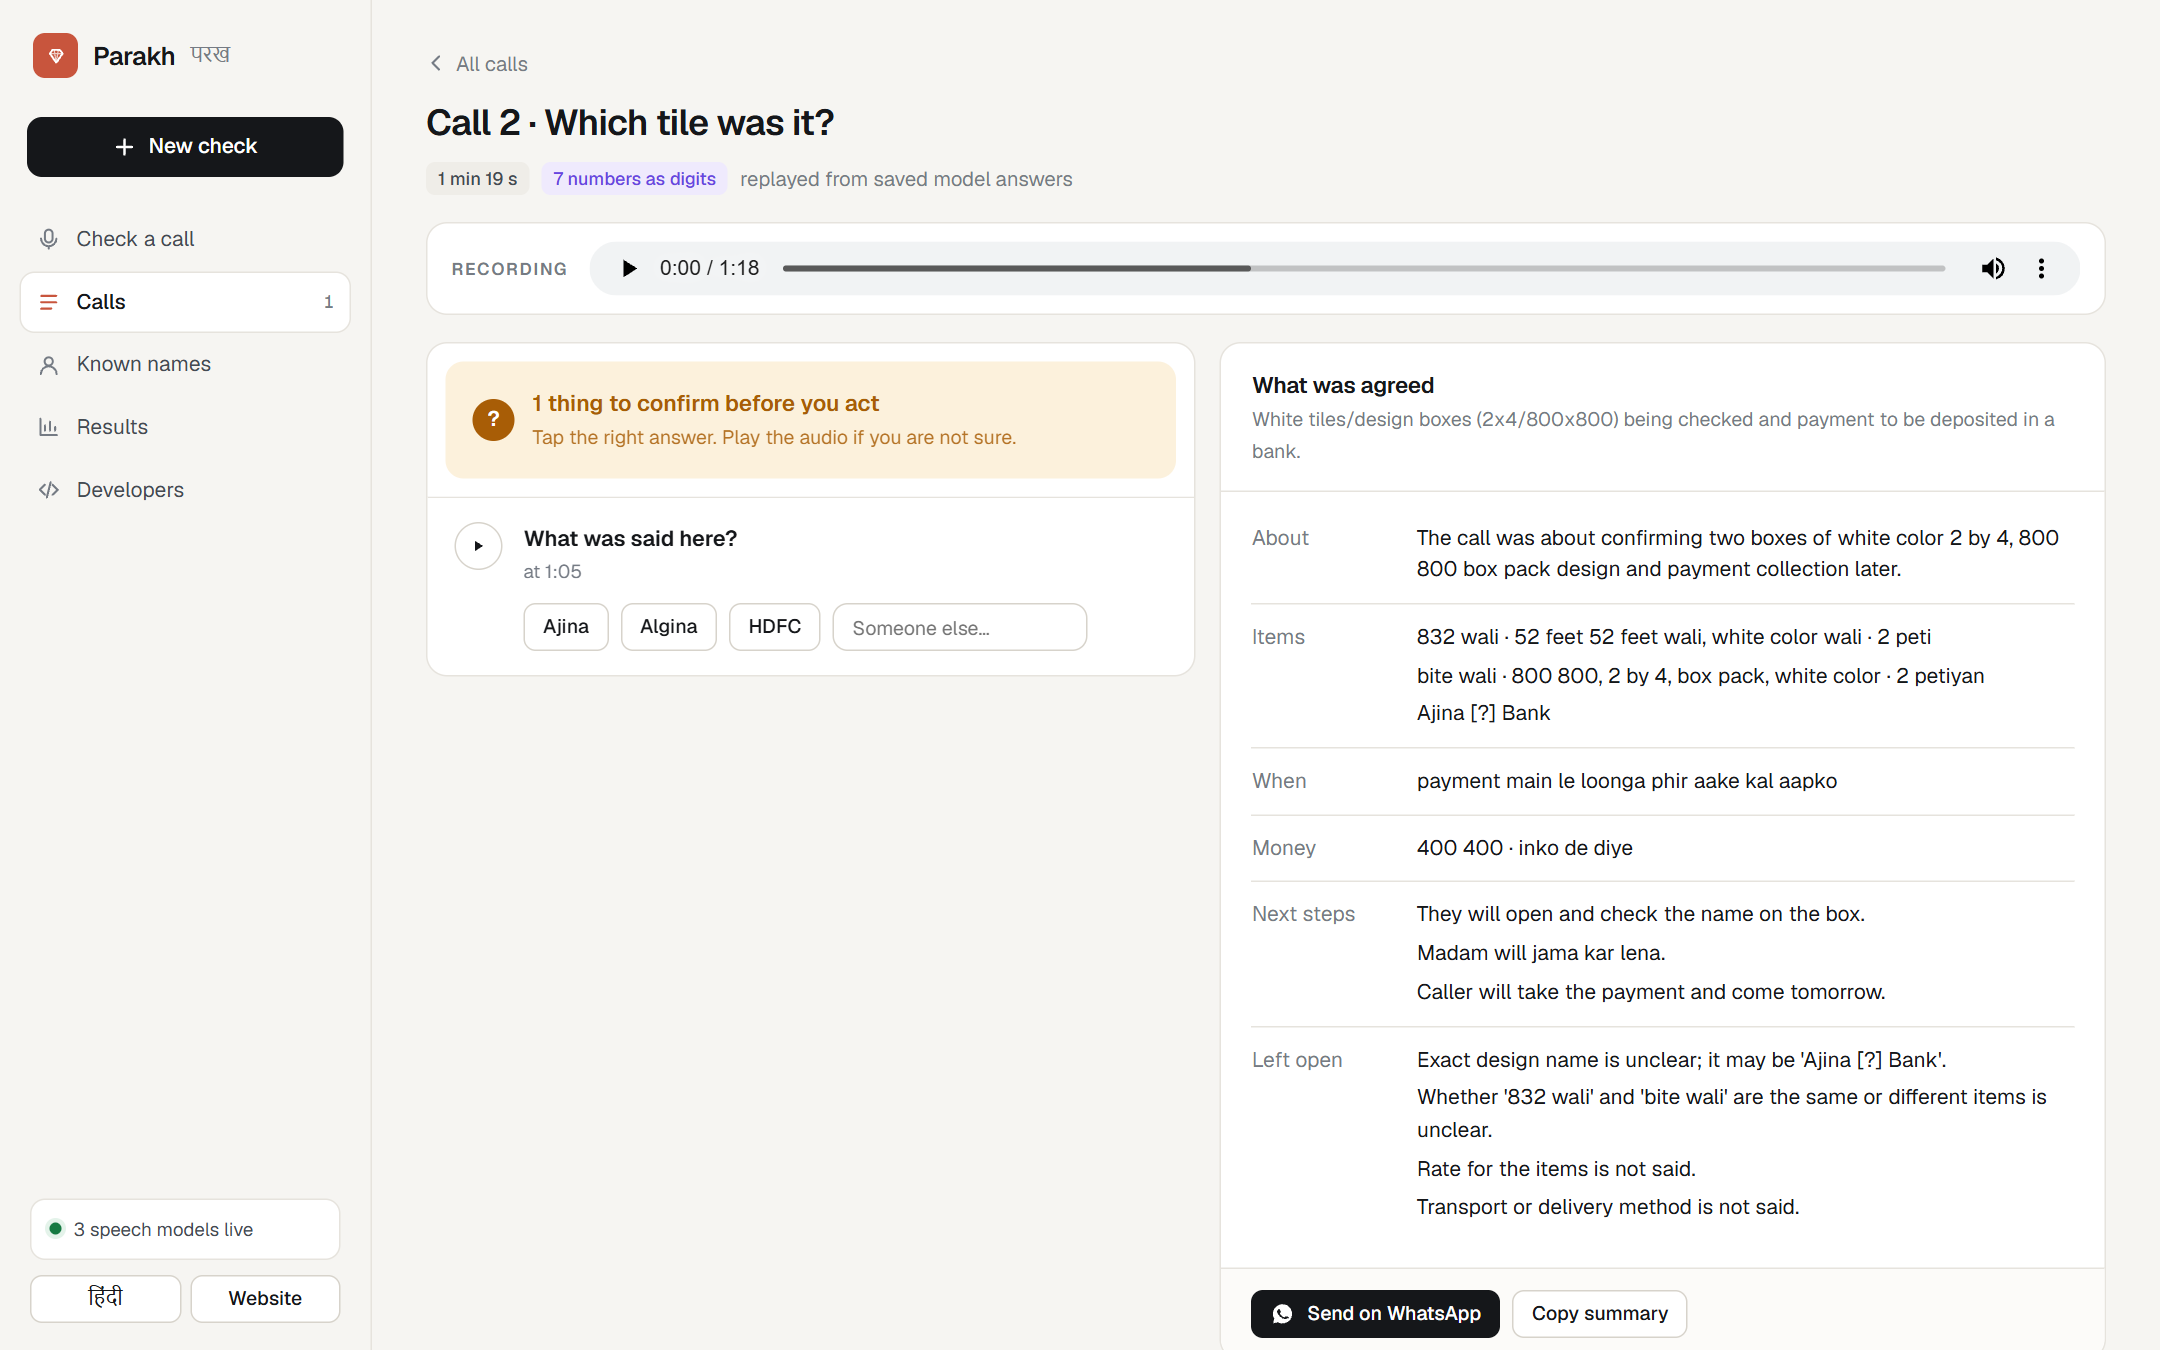 Parakh परख
New check
Check a call
Calls 1
Known names
Results
Developers
3 speech models live
हिंदी
Website
All calls
Call 2 · Which tile was it?
1 min 19 s
7 numbers as digits
replayed from saved model answers
RECORDING
0:00 / 1:18
?
1 thing to confirm before you act
Tap the right answer. Play the audio if you are not sure.
What was said here?
at 1:05
Ajina
Algina
HDFC
Someone else...
What was agreed
White tiles/design boxes (2x4/800x800) being checked and payment to be deposited in a
bank.
About
The call was about confirming two boxes of white color 2 by 4, 800
800 box pack design and payment collection later.
Items
832 wali · 52 feet 52 feet wali, white color wali · 2 peti
bite wali · 800 800, 2 by 4, box pack, white color · 2 petiyan
Ajina [?] Bank
When
payment main le loonga phir aake kal aapko
Money
400 400 · inko de diye
Next steps
They will open and check the name on the box.
Madam will jama kar lena.
Caller will take the payment and come tomorrow.
Left open
Exact design name is unclear; it may be 'Ajina [?] Bank'.
Whether '832 wali' and 'bite wali' are the same or different items is
unclear.
Rate for the items is not said.
Transport or delivery method is not said.
Send on WhatsApp
Copy summary